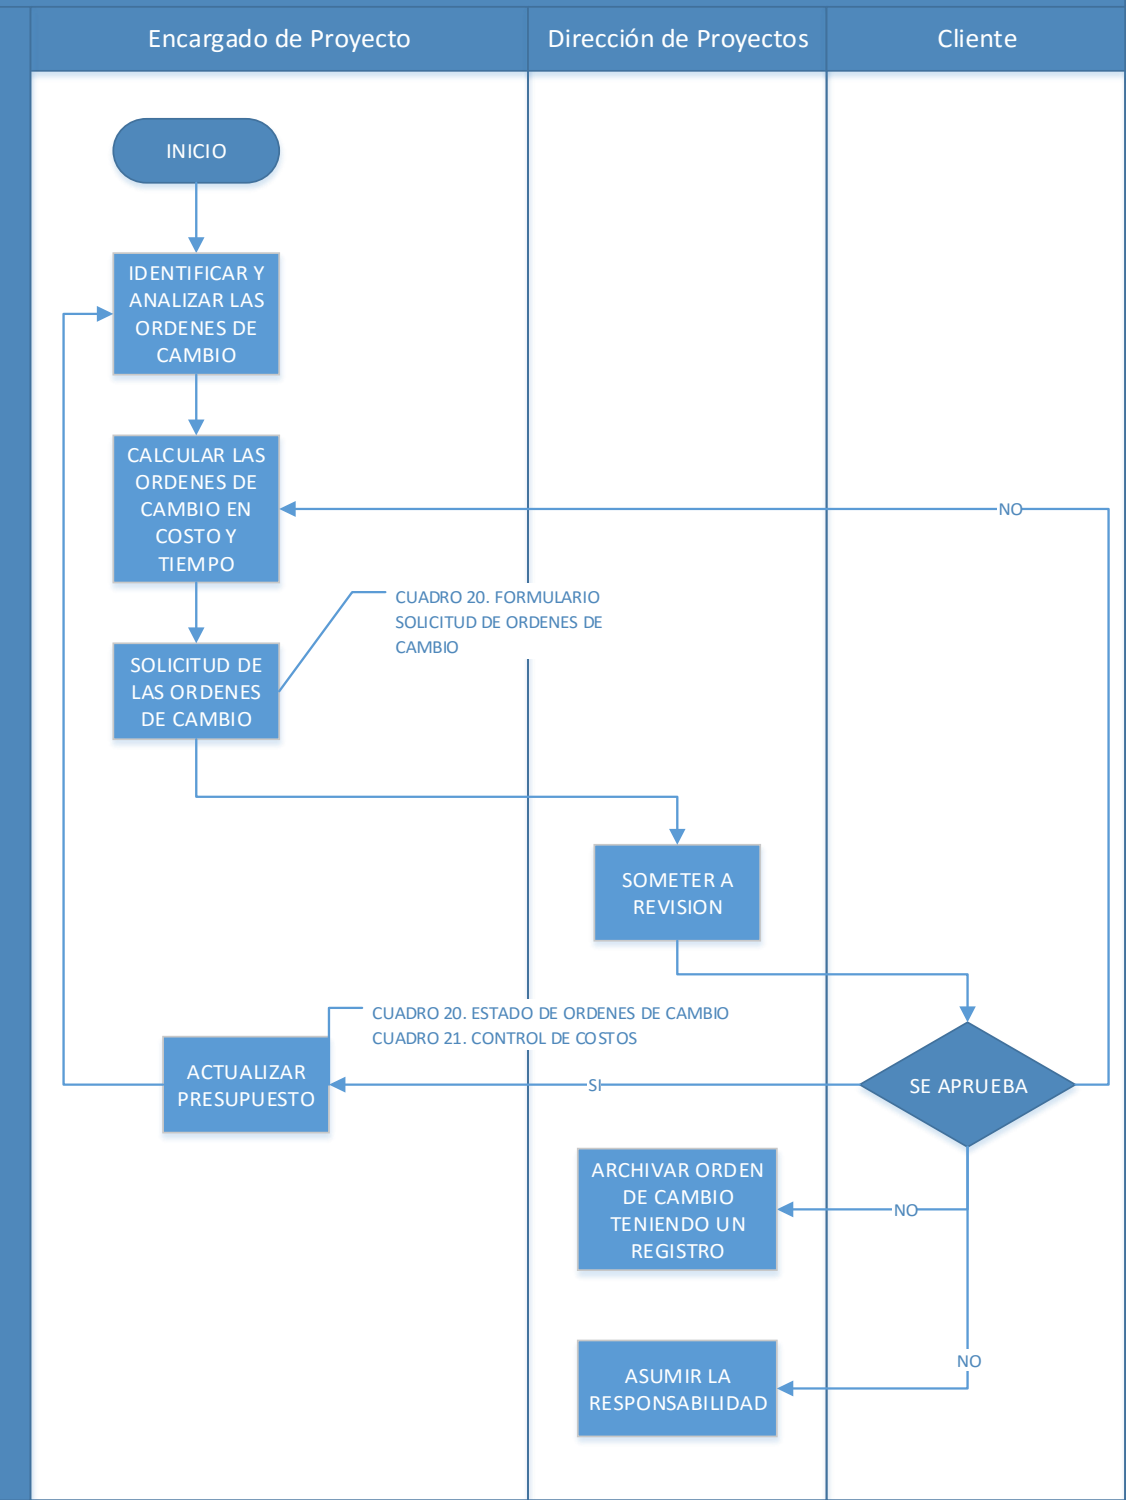 Encargado de Proyecto
Dirección de Proyectos
Cliente
INICIO
IDENTIFICAR Y
ANALIZAR LAS
ORDENES DE
CAMBIO
CALCULAR LAS
ORDENES DE
CAMBIO EN
COSTO Y
TIEMPO
NO
CUADRO 20. FORMULARIO
SOLICITUD DE ORDENES DE
CAMBIO
SOLICITUD DE
LAS ORDENES
DE CAMBIO
SOMETER A
REVISION
CUADRO 20. ESTADO DE ORDENES DE CAMBIO
CUADRO 21. CONTROL DE COSTOS
ACTUALIZAR
PRESUPUESTO
SI
SE APRUEBA
ARCHIVAR ORDEN
DE CAMBIO
TENIENDO UN
REGISTRO
NO
NO
ASUMIR LA
RESPONSABILIDAD